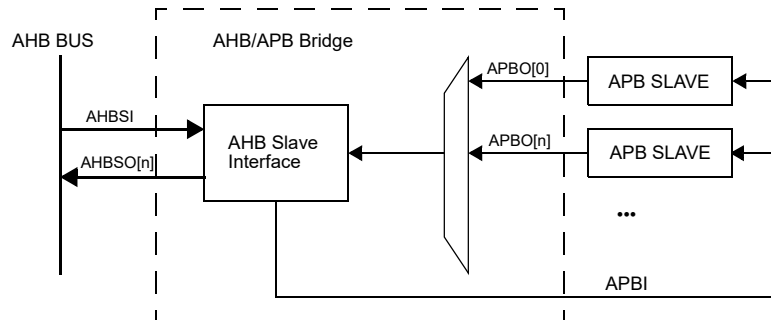 AHB BUS
AHB/APB Bridge
APBO[0]
APB SLAVE
AHBSI
AHB Slave
Interface
APBO[n]
APB SLAVE
AHBSO[n]
...
APBI